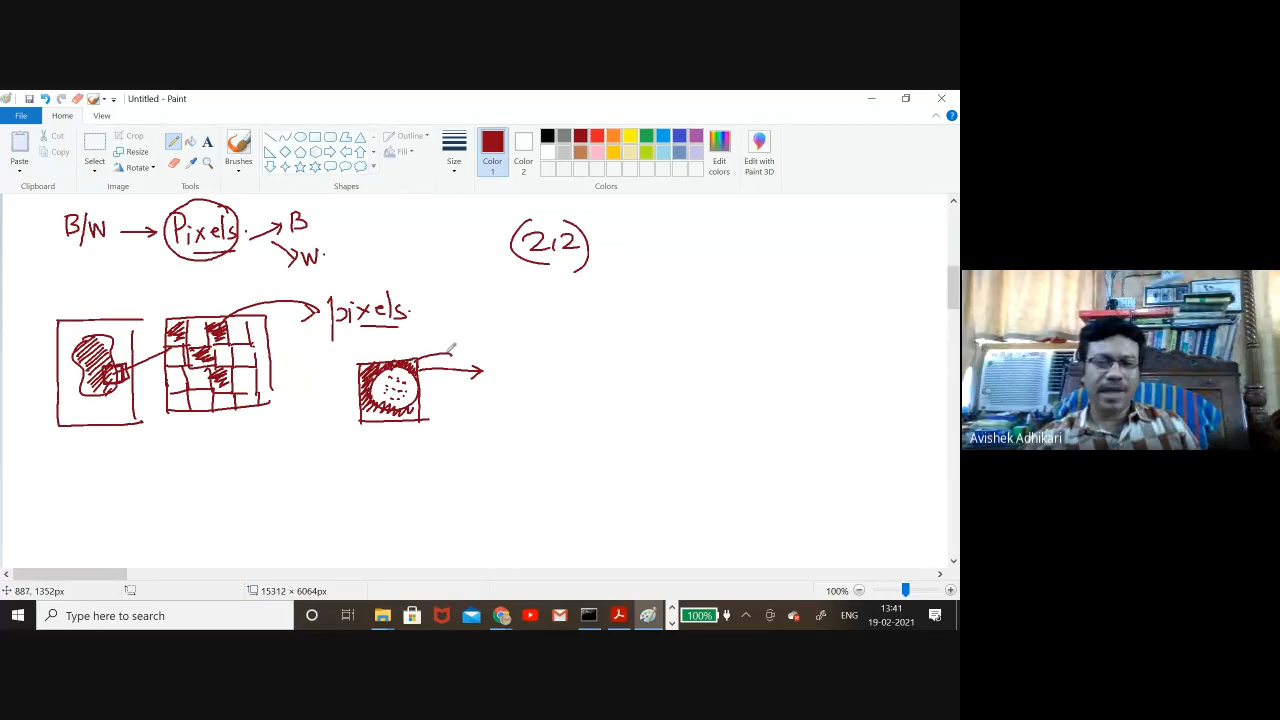 Untitled - Paint
File Home View
Cut
Copy
Paste
Clipboard
Crop
Resize
Rotate
Select
Image
Tools
Brushes
Outline
Fill
Shapes
Size
Color 1
Color 2
Edit colors
Colors
Edit with Paint 3D
B/W → Pixels. B
W.
(2,2)
pixels.
Avishek Adhikari
887, 1352px
15312 × 6064px
100%
Type here to search
100%
ENG
13:41
19-02-2021